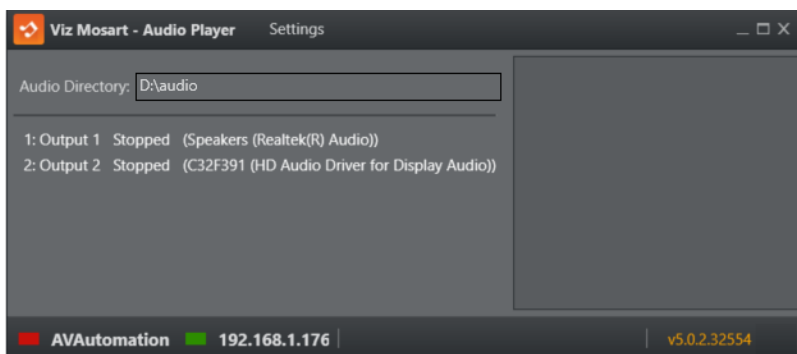 Viz Mosart - Audio Player Settings
Audio Directory: D:\audio
1: Output 1 Stopped (Speakers (Realtek(R) Audio))
2: Output 2 Stopped (C32F391 (HD Audio Driver for Display Audio))
AVAutomation 192.168.1.176 v5.0.2.32554